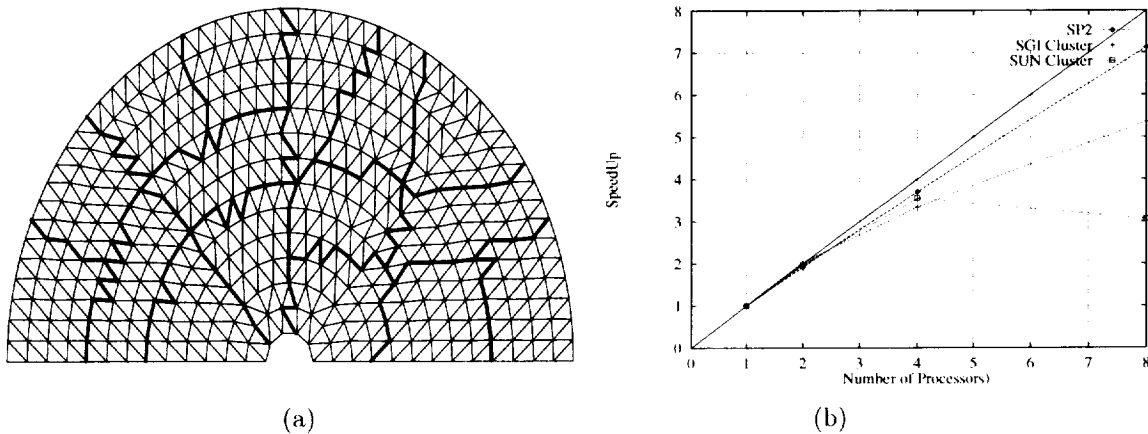 8
7
6
5
4
3
2
1
0
SpeedUp
SP2
SGI Cluster
SUN Cluster
0 1 2 3 4 5 6 7 8
Number of Processors)
(a)
(b)